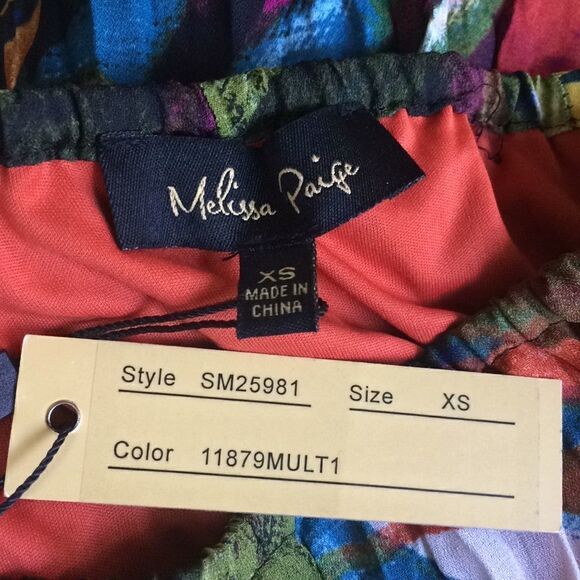 Melissa Paige
XS
MADE IN
CHINA
Style SM25981 Size XS
Color 11879MULT1